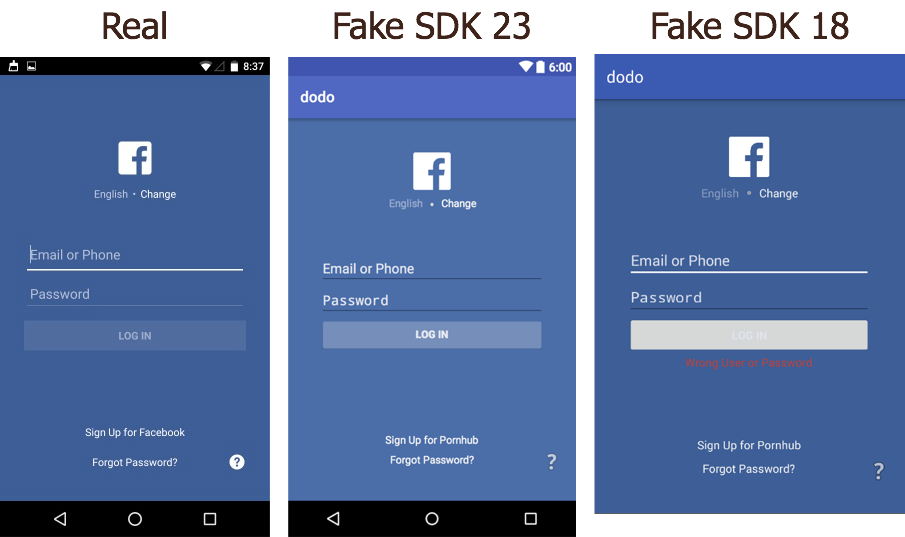 Real
8:37
English • Change
Email or Phone
Password
LOG IN
Sign Up for Facebook
Forgot Password?
?
Fake SDK 23
6:00
dodo
English • Change
Email or Phone
Password
LOG IN
Sign Up for Pornhub
Forgot Password?
?
Fake SDK 18
dodo
English • Change
Email or Phone
Password
LOG IN
Wrong User or Password
Sign Up for Pornhub
Forgot Password?
?